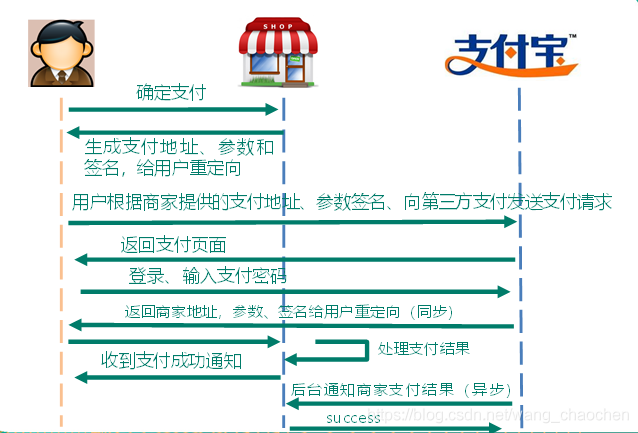 SHOP
支付宝™
确定支付
生成支付地址、参数和
签名，给用户重定向
用户根据商家提供的支付地址、参数签名、向第三方支付发送支付请求
返回支付页面
登录、输入支付密码
返回商家地址，参数、签名给用户重定向（同步）
处理支付结果
收到支付成功通知
后台通知商家支付结果（异步）
success
https://blog.csdn.net/wang_chaochen